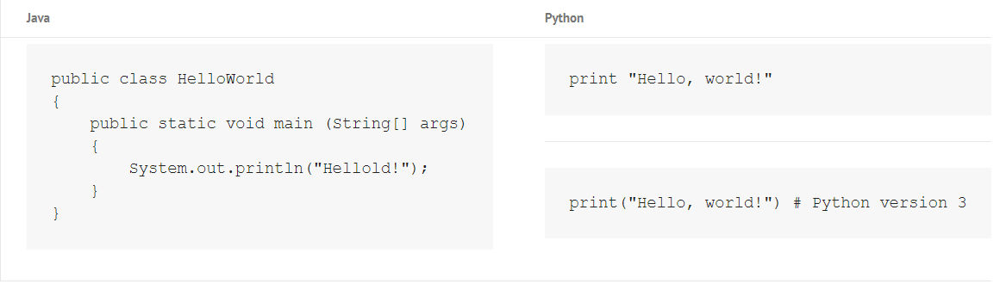 Java
public class HelloWorld
{
    public static void main (String[] args)
    {
        System.out.println("Hellold!");
    }
}
Python
print "Hello, world!"
print("Hello, world!") # Python version 3